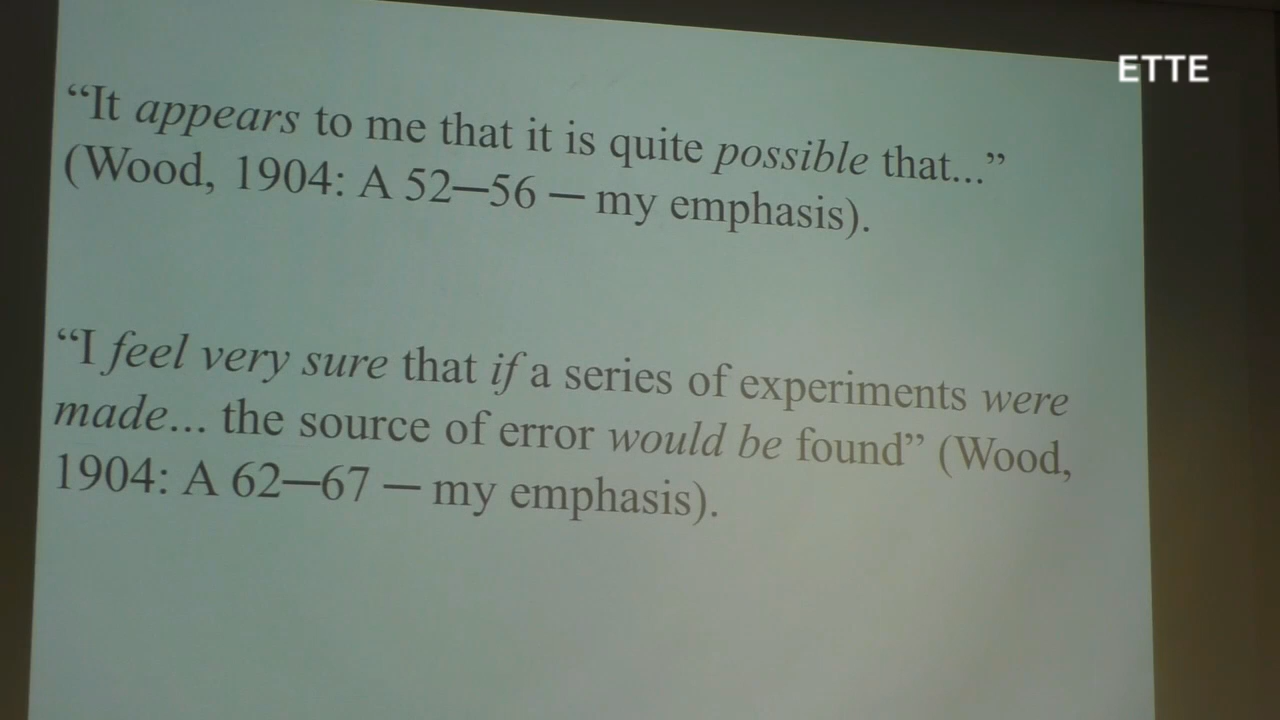 ETTE
“It appears to me that it is quite possible that...”
(Wood, 1904: A 52—56 — my emphasis).
“I feel very sure that if a series of experiments were
made... the source of error would be found” (Wood,
1904: A 62—67 — my emphasis).